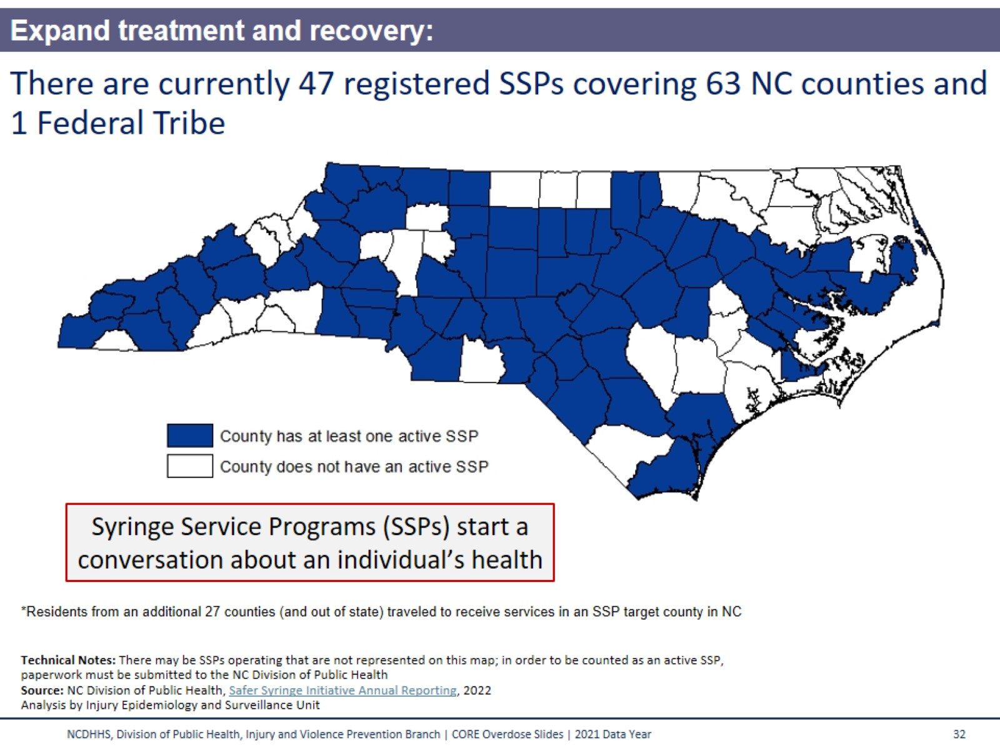 Expand treatment and recovery:
There are currently 47 registered SSPs covering 63 NC counties and
1 Federal Tribe
County has at least one active SSP
County does not have an active SSP
Syringe Service Programs (SSPs) start a
conversation about an individual’s health
*Residents from an additional 27 counties (and out of state) traveled to receive services in an SSP target county in NC
Technical Notes: There may be SSPs operating that are not represented on this map; in order to be counted as an active SSP,
paperwork must be submitted to the NC Division of Public Health
Source: NC Division of Public Health, Safer Syringe Initiative Annual Reporting, 2022
Analysis by Injury Epidemiology and Surveillance Unit
NCDHHS, Division of Public Health, Injury and Violence Prevention Branch | CORE Overdose Slides | 2021 Data Year 32